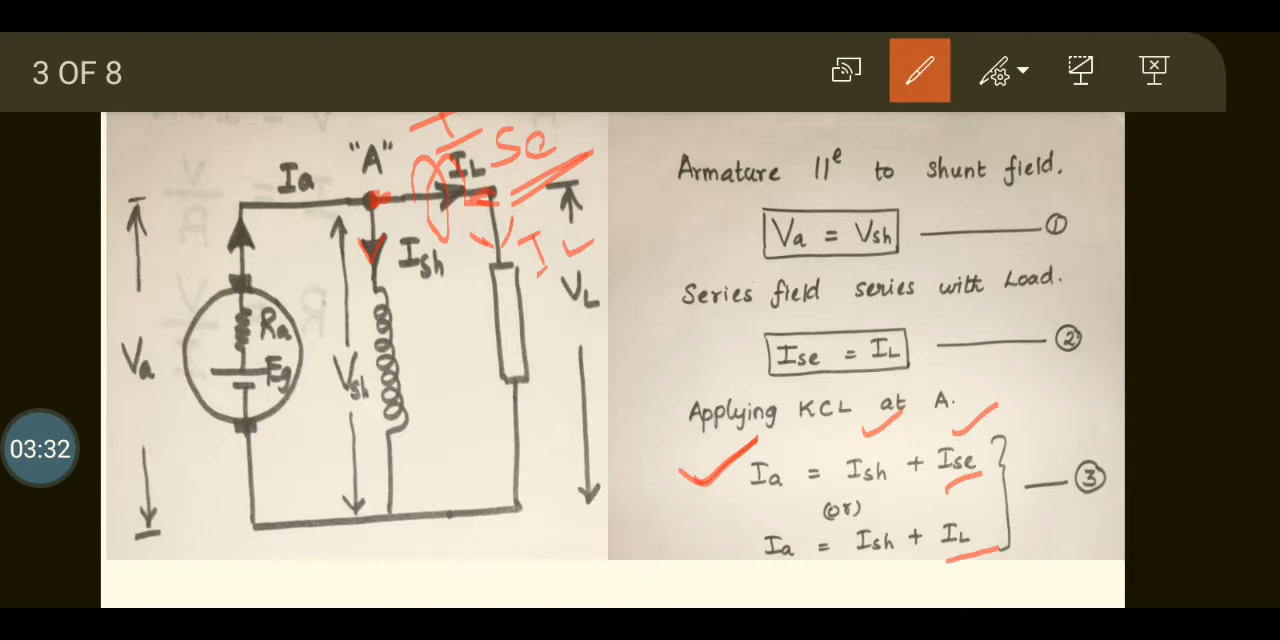 3 OF 8
03:32
"A"
Ia
IL
Ise
Ish
IL
VL
Ra
Eg
Va
Vsh
Armature ||e to shunt field.
Va = Vsh ①
Series field series with Load.
Ise = IL ②
Applying KCL at A.
Ia = Ish + Ise
(or)
③
Ia = Ish + IL